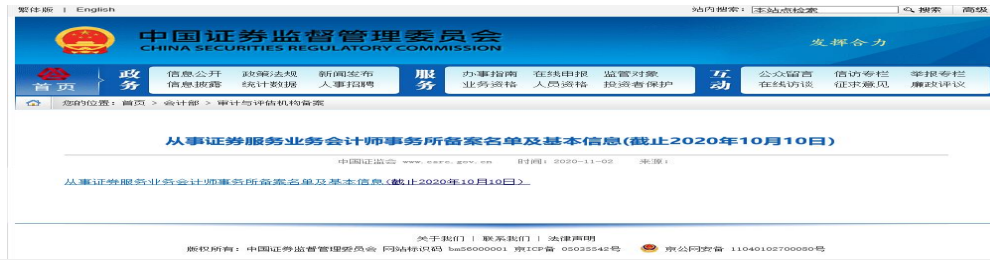 繁体版 | English 站内搜索: 本站点检索 搜索 高级
中国证券监督管理委员会
CHINA SECURITIES REGULATORY COMMISSION
发挥合力
首页 政务 信息公开 政策法规 新闻发布 服务 办事指南 在线申报 监管对象 互动 公众留言 信访专栏 举报专栏
信息披露 统计数据 人事招聘 业务资格 人员资格 投资者保护 在线访谈 征求意见 廉政评议
您的位置：首页 > 会计部 > 审计与评估机构备案
从事证券服务业务会计师事务所备案名单及基本信息(截止2020年10月10日)
中国证监会 www.csrc.gov.cn 时间：2020-11-02 来源：
从事证券服务业务会计师事务所备案名单及基本信息(截止2020年10月10日)
关于我们 | 联系我们 | 法律声明
版权所有：中国证券监督管理委员会 网站标识码 bm56000001 京ICP备 05035542号 京公网安备 11040102700080号